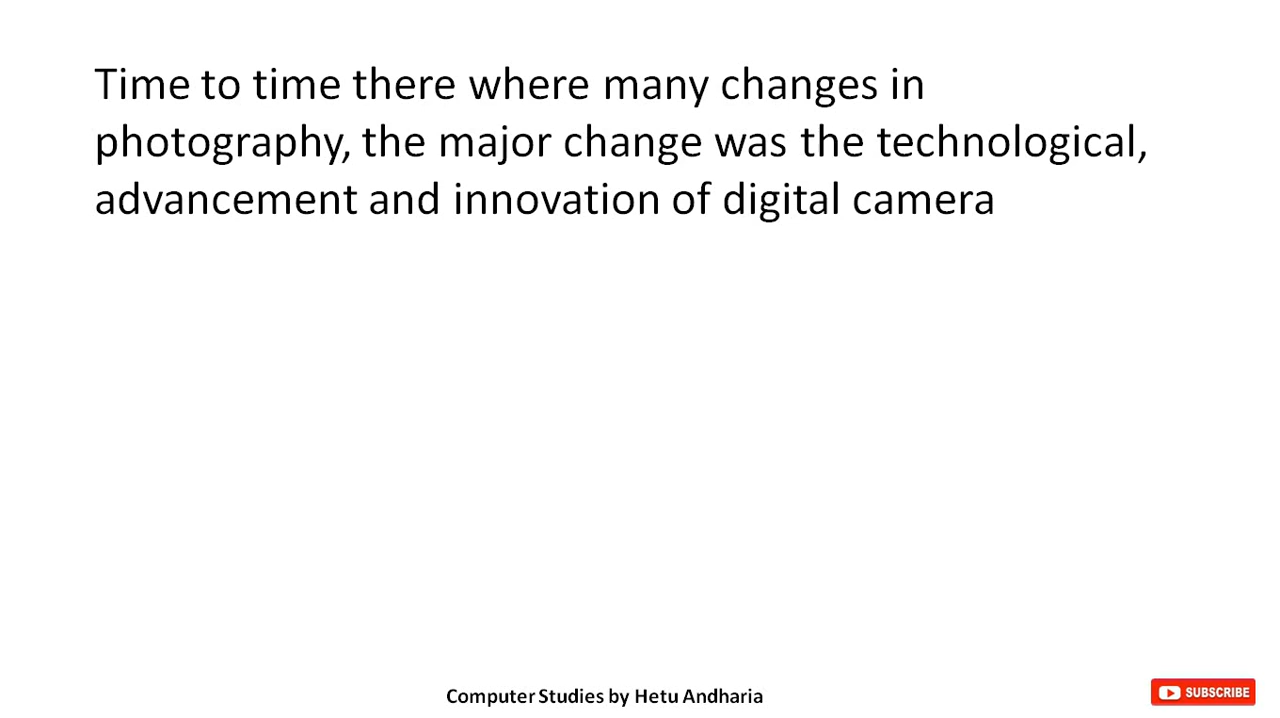 Time to time there where many changes in
photography, the major change was the technological,
advancement and innovation of digital camera
Computer Studies by Hetu Andharia
SUBSCRIBE